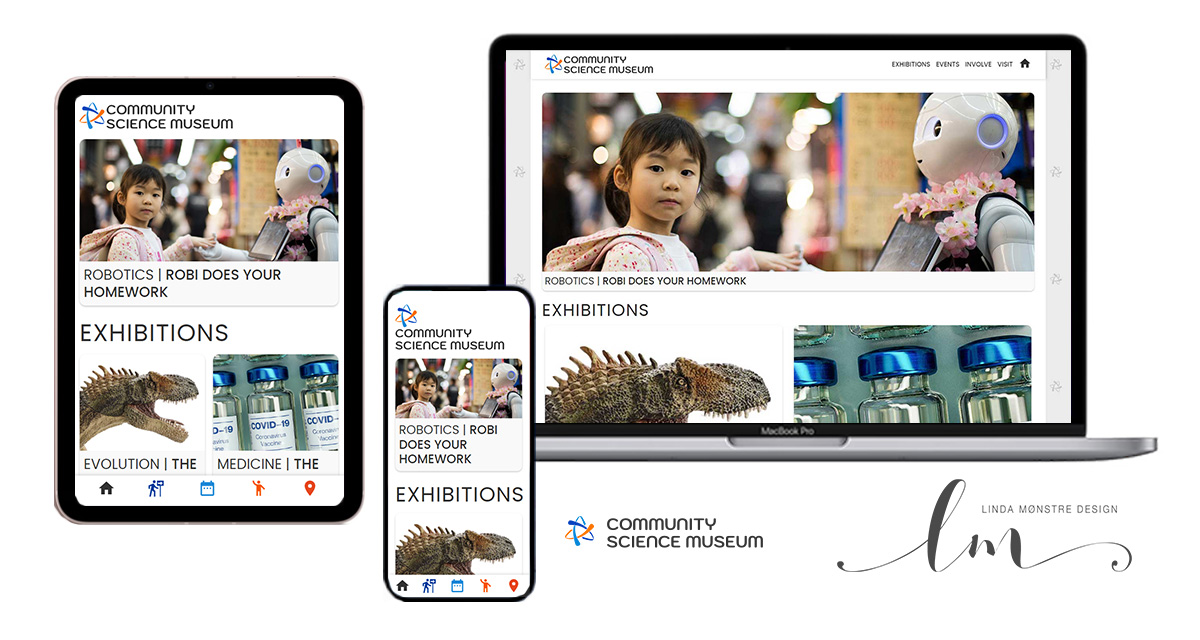 COMMUNITY
SCIENCE MUSEUM
ROBOTICS | ROBI DOES YOUR
HOMEWORK
EXHIBITIONS
COVID-19
Coronavirus
Vaccine
COVID-
EVOLUTION | THE
MEDICINE | THE
COMMUNITY
SCIENCE MUSEUM
ROBOTICS | ROBI
DOES YOUR
HOMEWORK
EXHIBITIONS
COMMUNITY
SCIENCE MUSEUM
EXHIBITIONS EVENTS INVOLVE VISIT
ROBOTICS | ROBI DOES YOUR HOMEWORK
EXHIBITIONS
MacBook Pro
COMMUNITY
SCIENCE MUSEUM
lm
LINDA MØNSTRE DESIGN